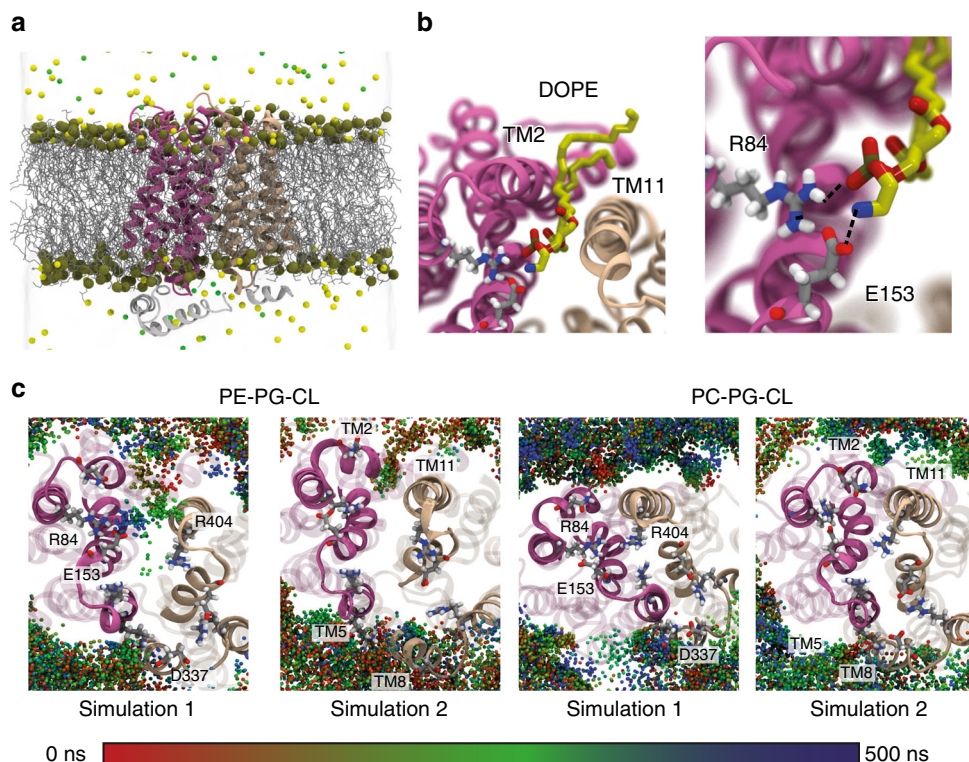 a
b
DOPE
TM2
TM11
R84
E153
c
PE-PG-CL
PC-PG-CL
R84
E153
R404
D337
TM2
TM11
TM5
TM8
R84
R404
E153
D337
TM2
TM11
TM5
TM8
Simulation 1
Simulation 2
Simulation 1
Simulation 2
0 ns
500 ns